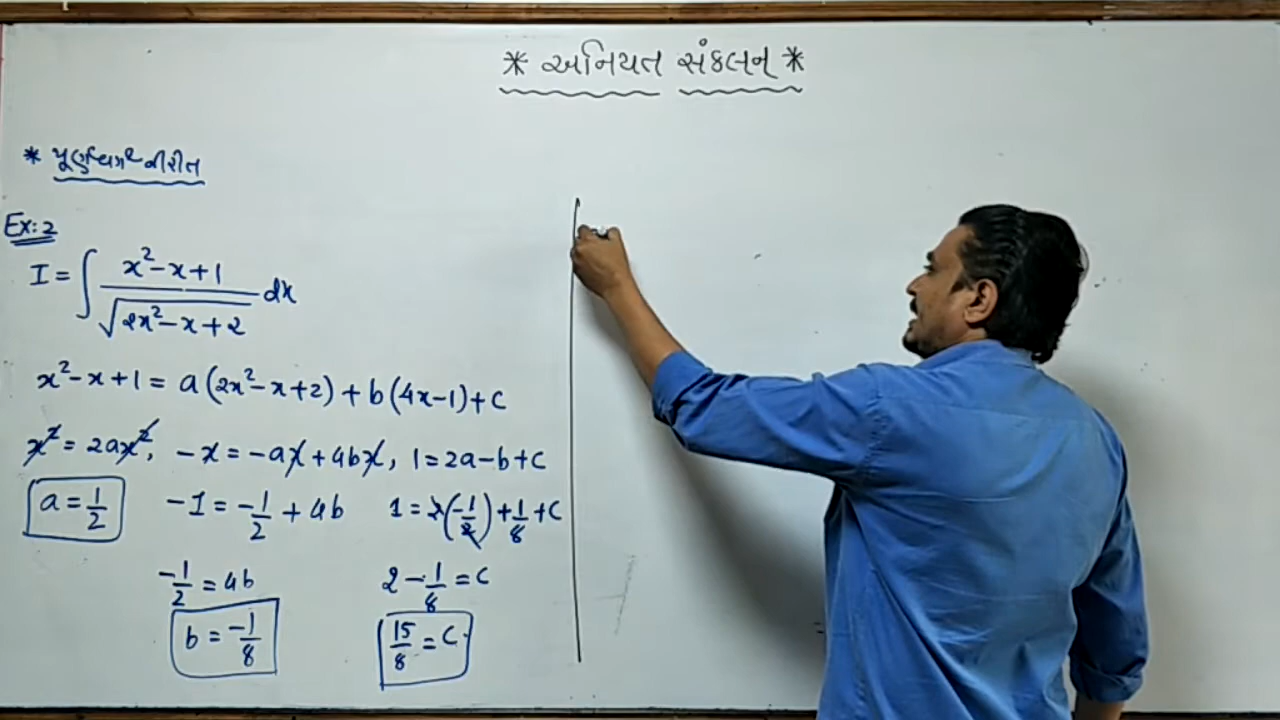 * અનિયત સંકલન *
* પૂર્ણવર્ગની રીત
Ex:2
I = ∫ (x²-x+1)/√(2x²-x+2) dx
x²-x+1 = a(2x²-x+2)+b(4x-1)+c
x² = 2ax², -x = -ax+4bx, 1=2a-b+c
a = 1/2 -1 = -1/2 + 4b 1 = 2(-1/2)+1/8+c
-1/2 = 4b 2 - 1/8 = c
b = -1/8 15/8 = c